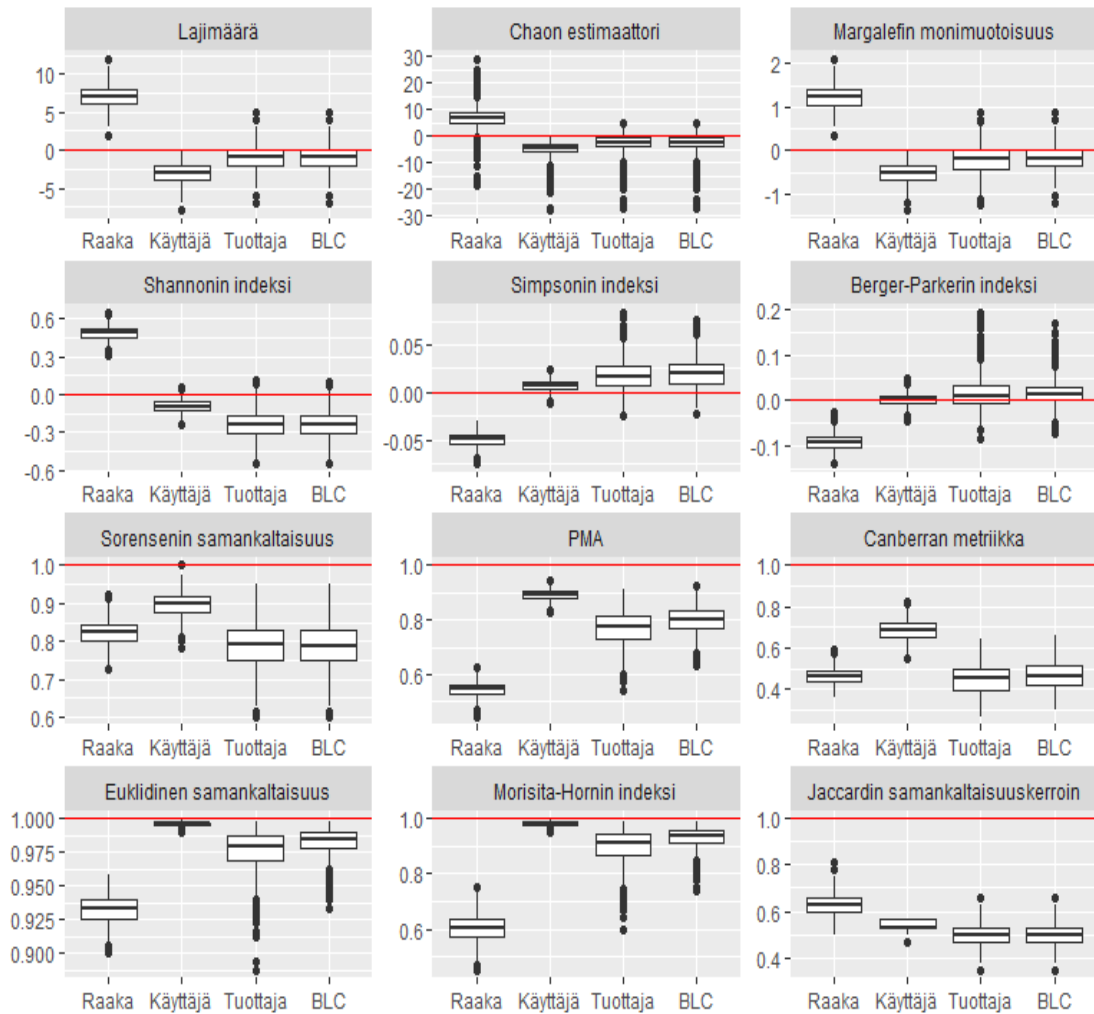 Lajimäärä
10
5
0
-5
Raaka Käyttäjä Tuottaja BLC
Chaon estimaattori
30
20
10
0
-10
-20
-30
Raaka Käyttäjä Tuottaja BLC
Margalefin monimuotoisuus
2
1
0
-1
Raaka Käyttäjä Tuottaja BLC
Shannonin indeksi
0.6
0.3
0.0
-0.3
-0.6
Raaka Käyttäjä Tuottaja BLC
Simpsonin indeksi
0.05
0.00
-0.05
Raaka Käyttäjä Tuottaja BLC
Berger-Parkerin indeksi
0.2
0.1
0.0
-0.1
Raaka Käyttäjä Tuottaja BLC
Sorensenin samankaltaisuus
1.0
0.9
0.8
0.7
0.6
Raaka Käyttäjä Tuottaja BLC
PMA
1.0
0.8
0.6
Raaka Käyttäjä Tuottaja BLC
Canberran metriikka
1.0
0.8
0.6
0.4
Raaka Käyttäjä Tuottaja BLC
Euklidinen samankaltaisuus
1.000
0.975
0.950
0.925
0.900
Raaka Käyttäjä Tuottaja BLC
Morisita-Hornin indeksi
1.0
0.8
0.6
Raaka Käyttäjä Tuottaja BLC
Jaccardin samankaltaisuuskerroin
1.0
0.8
0.6
0.4
Raaka Käyttäjä Tuottaja BLC